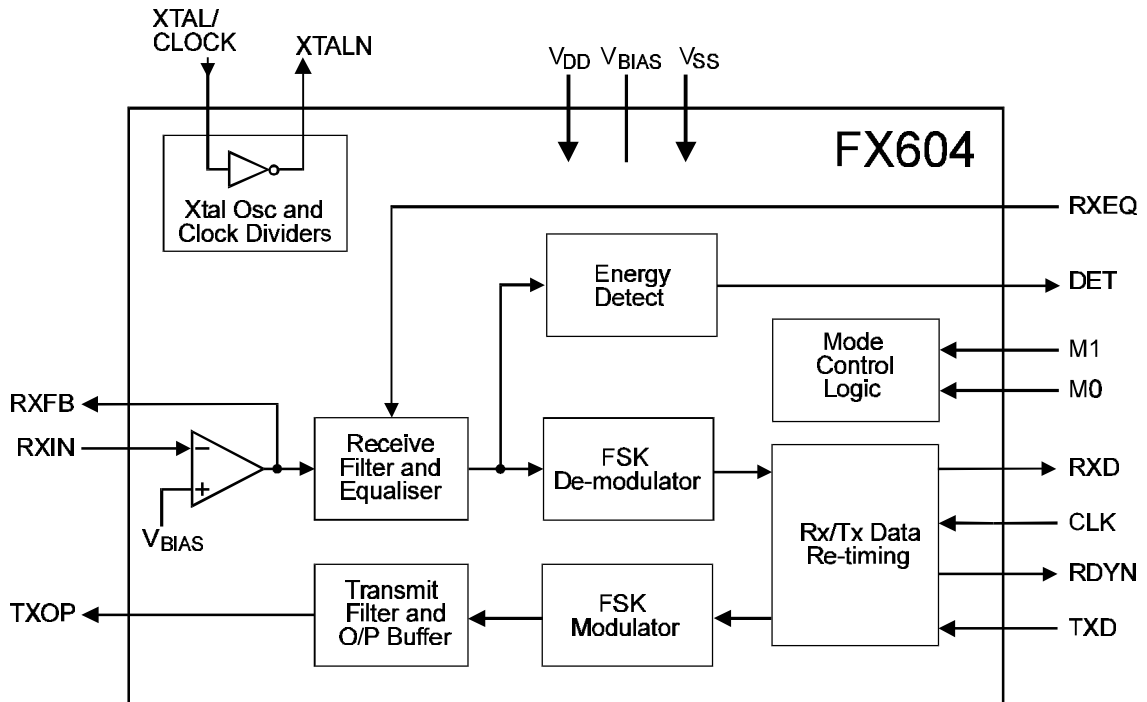 XTAL/
CLOCK
XTALN
VDD
VBIAS
VSS
FX604
Xtal Osc and
Clock Dividers
RXEQ
Energy
Detect
DET
Mode
Control
Logic
M1
M0
RXFB
RXIN
−
+
VBIAS
Receive
Filter and
Equaliser
FSK
De-modulator
Rx/Tx Data
Re-timing
RXD
CLK
RDYN
TXD
TXOP
Transmit
Filter and
O/P Buffer
FSK
Modulator